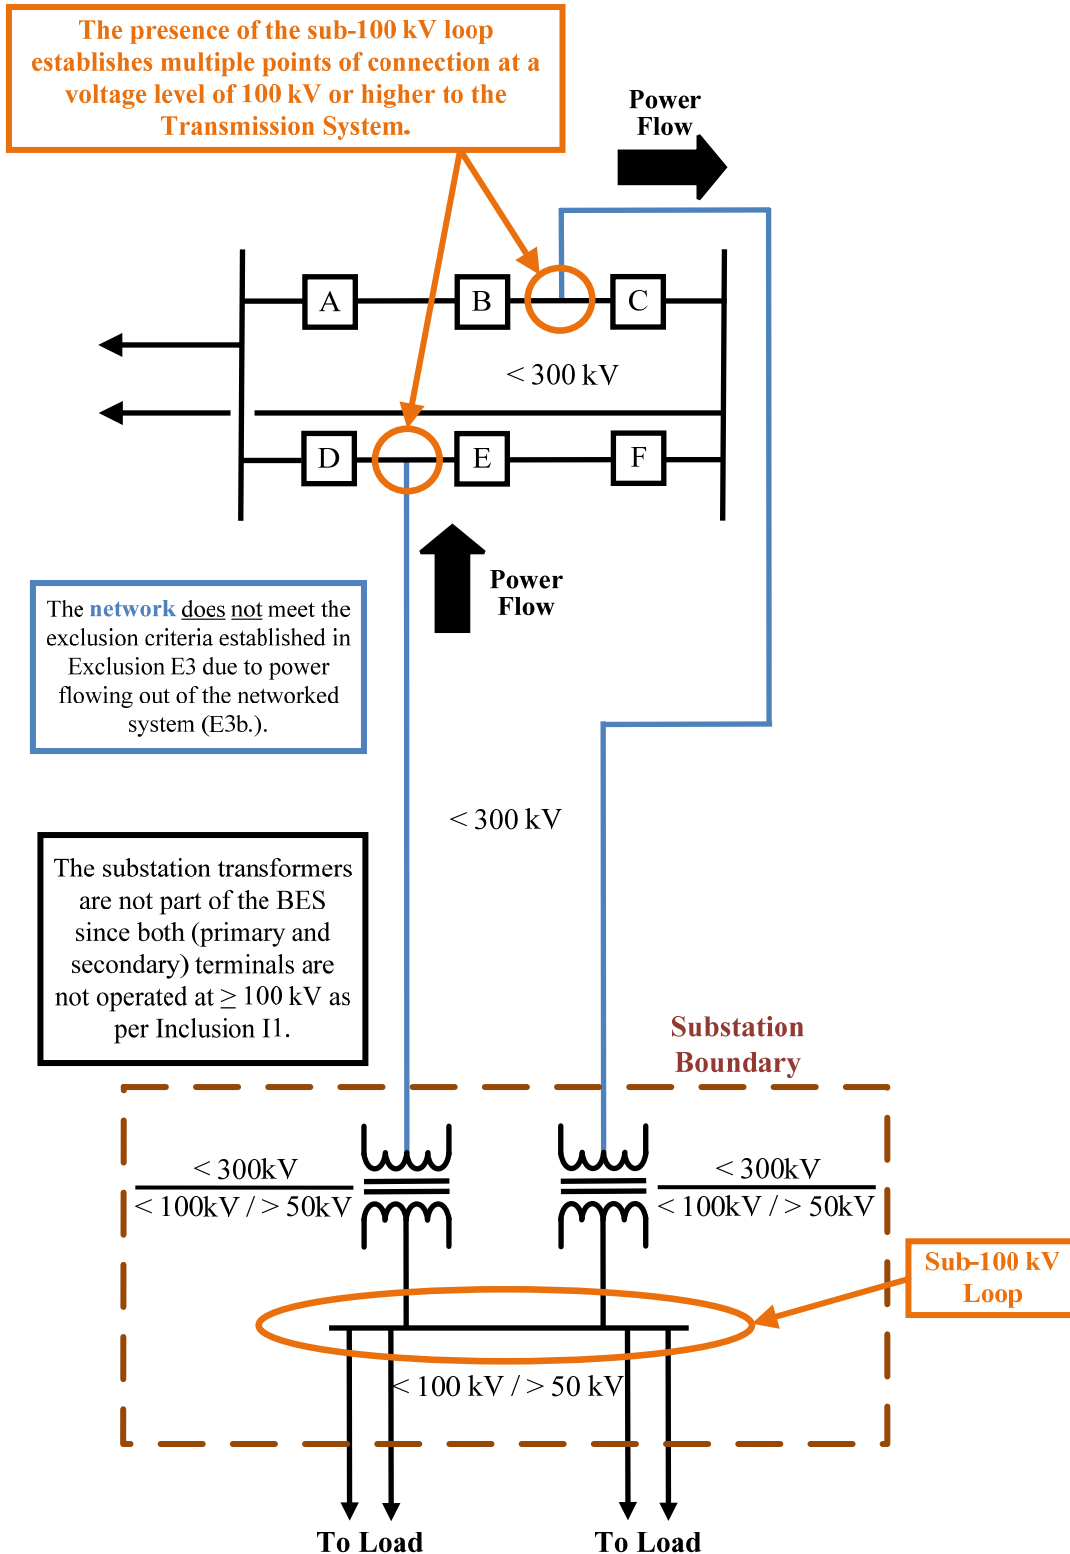 The presence of the sub-100 kV loop
establishes multiple points of connection at a
voltage level of 100 kV or higher to the
Transmission System.
Power
Flow
A
B
C
< 300 kV
D
E
F
Power
Flow
The network does not meet the
exclusion criteria established in
Exclusion E3 due to power
flowing out of the networked
system (E3b.).
< 300 kV
The substation transformers
are not part of the BES
since both (primary and
secondary) terminals are
not operated at ≥ 100 kV as
per Inclusion I1.
Substation
Boundary
< 300kV
< 100kV / > 50kV
< 300kV
< 100kV / > 50kV
Sub-100 kV
Loop
< 100 kV / > 50 kV
To Load
To Load